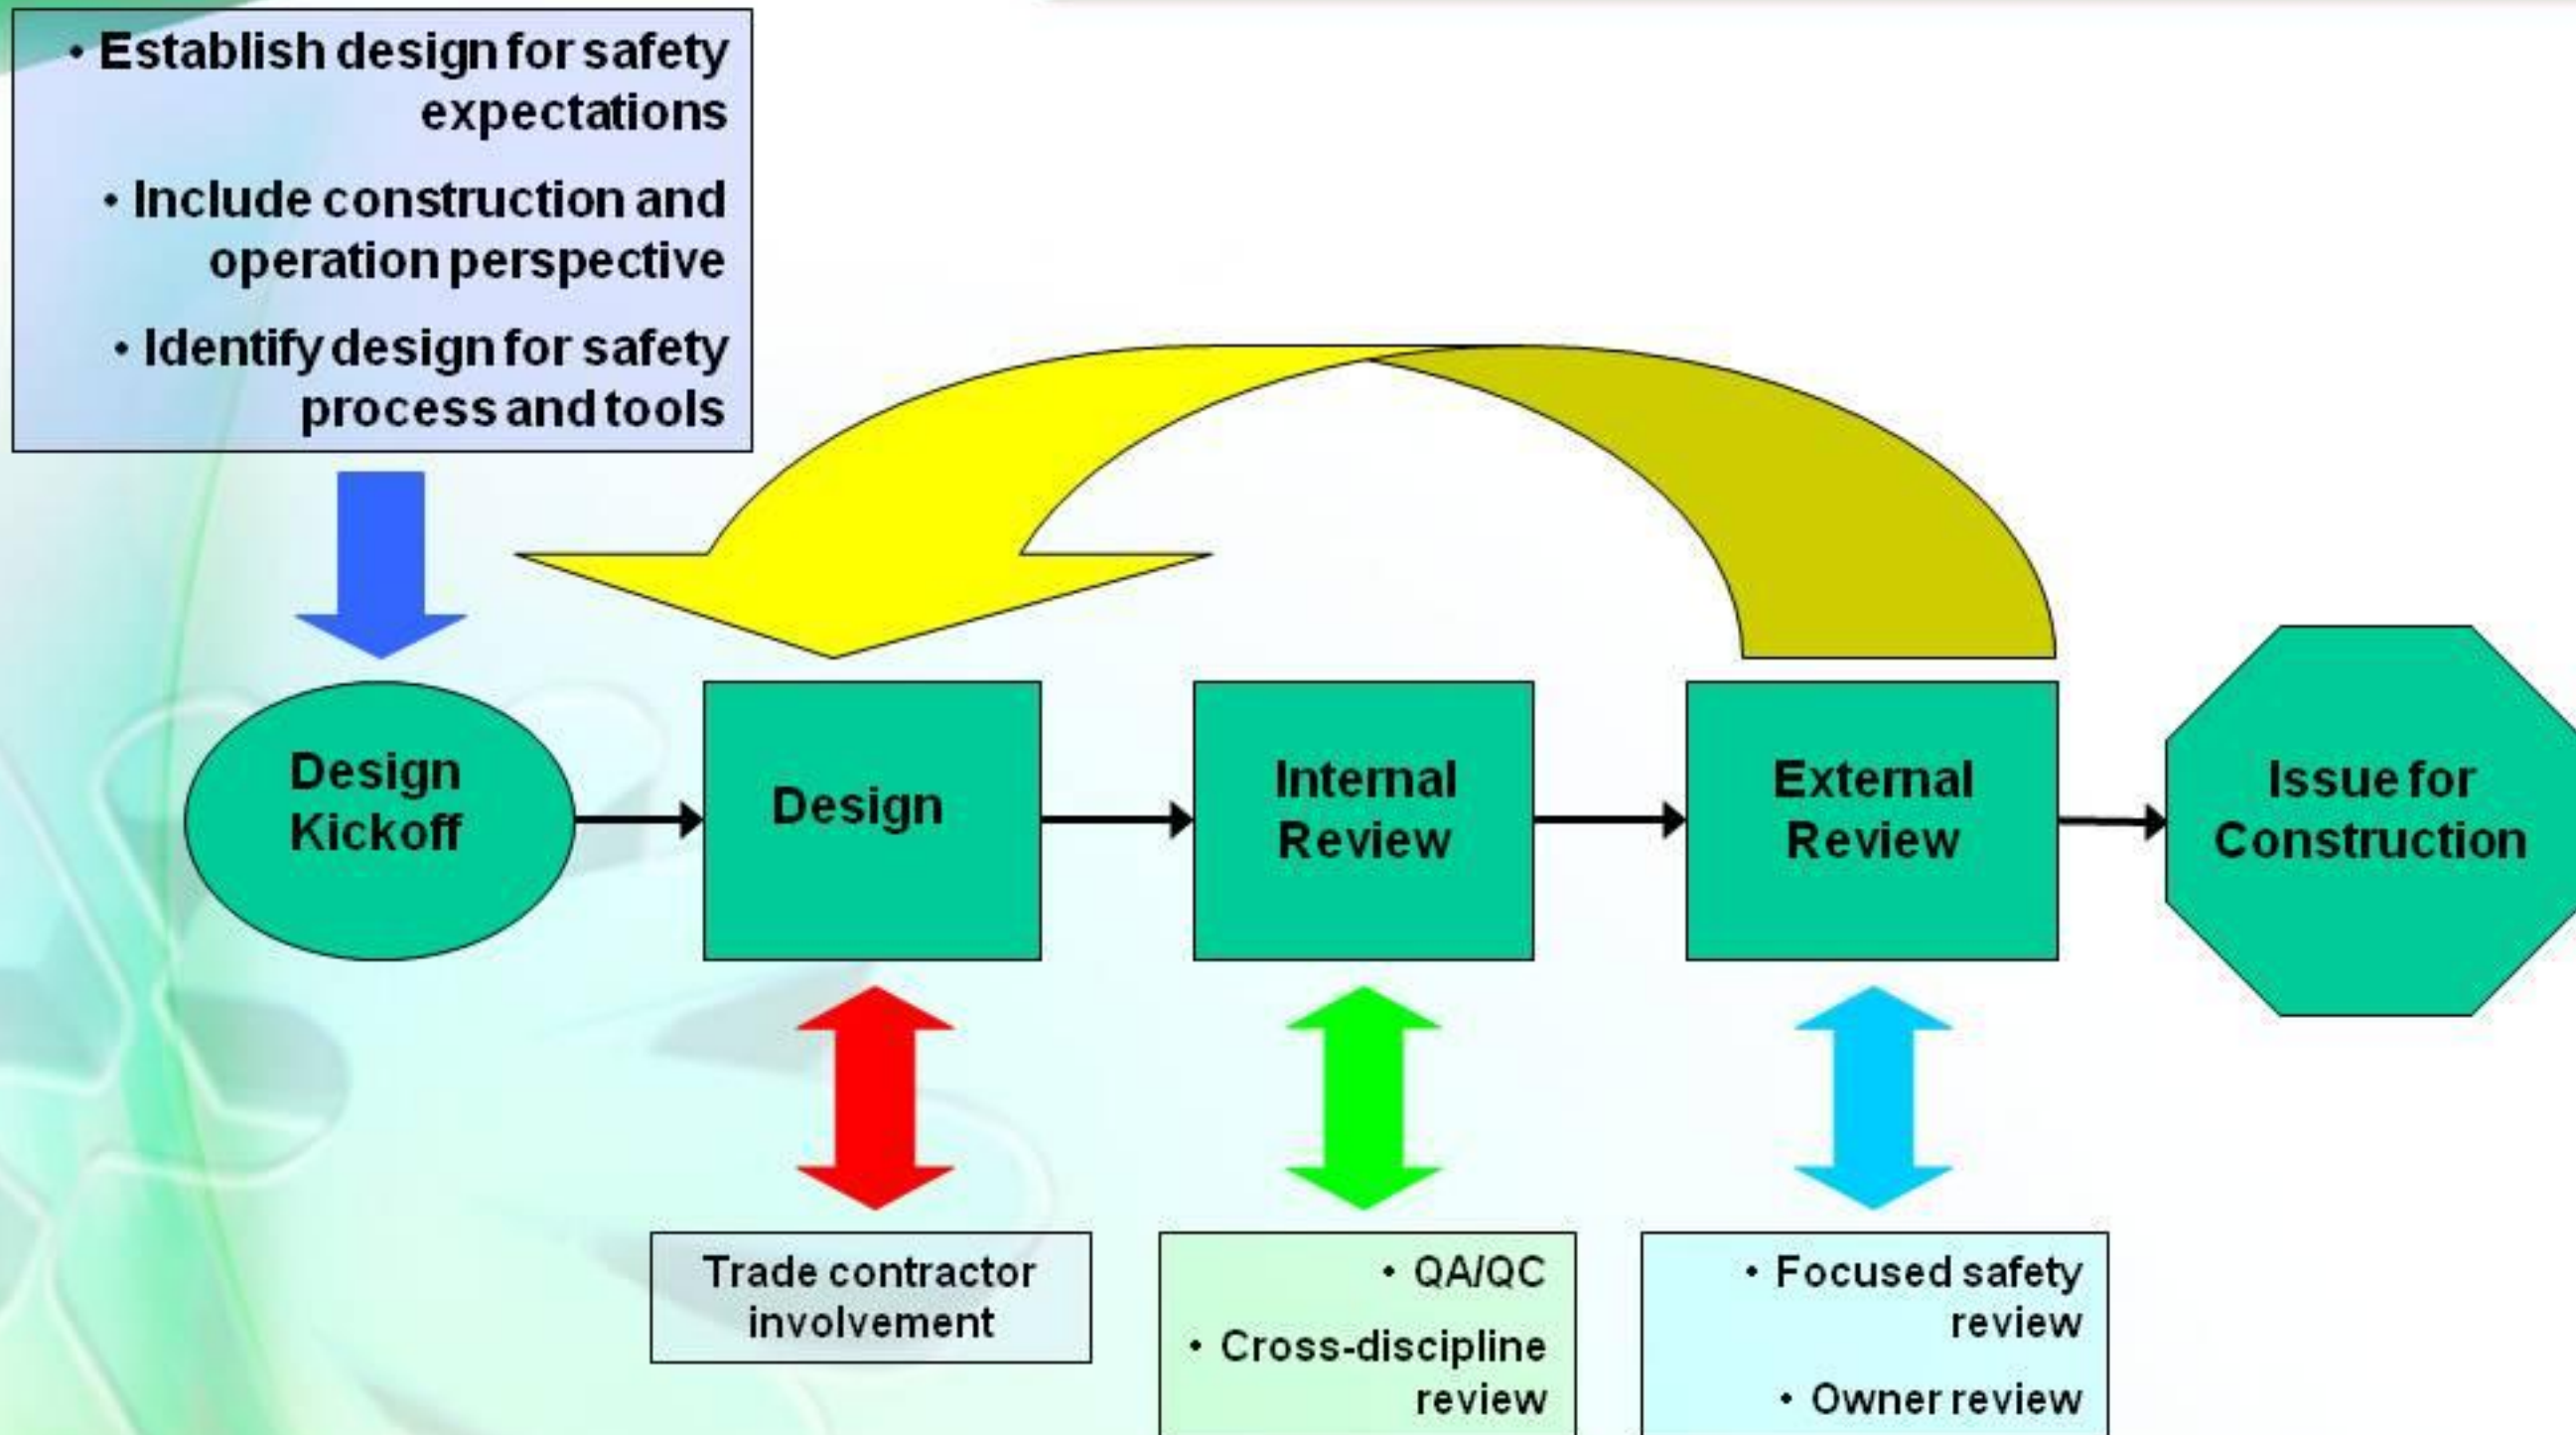 • Establish design for safety
expectations
• Include construction and
operation perspective
• Identify design for safety
process and tools
Design
Kickoff
Design
Internal
Review
External
Review
Issue for
Construction
Trade contractor
involvement
• QA/QC
• Cross-discipline
review
• Focused safety
review
• Owner review